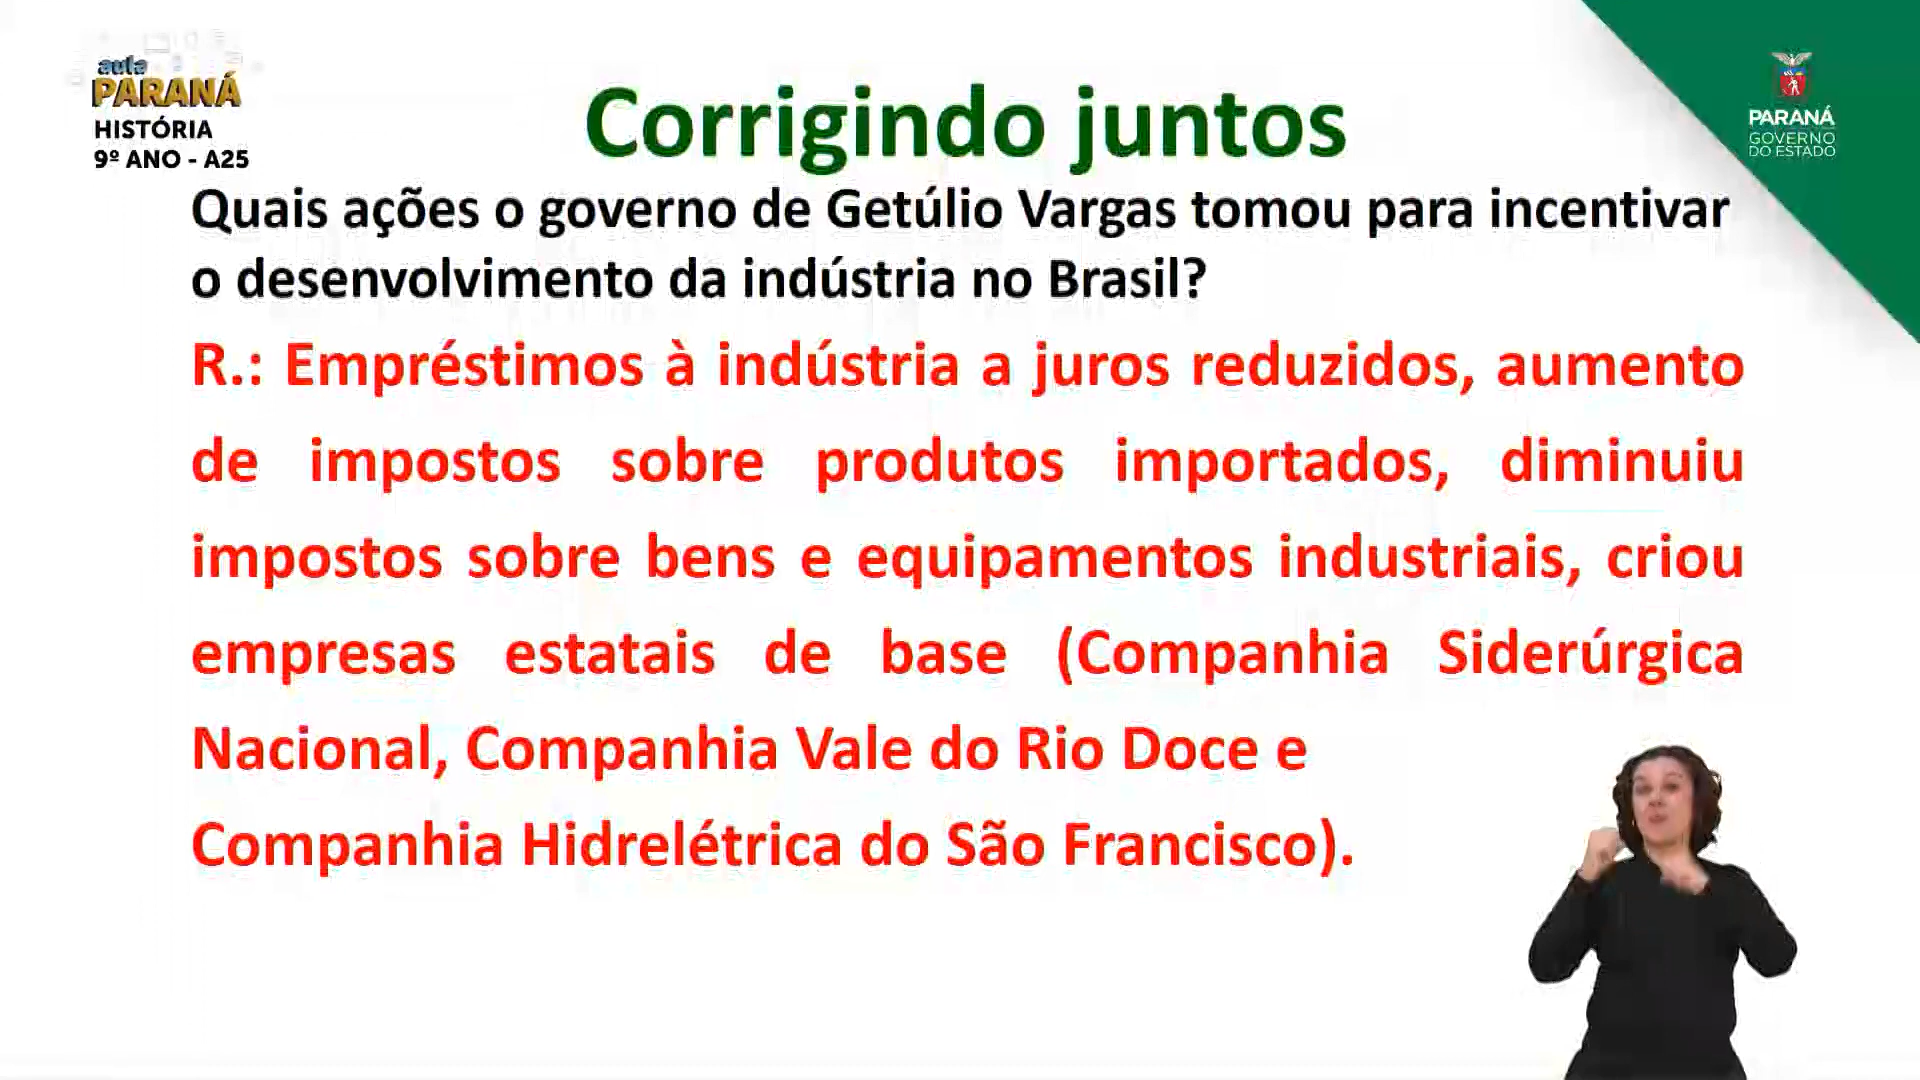 aula
PARANÁ
HISTÓRIA
9º ANO - A25
Corrigindo juntos
PARANÁ
GOVERNO
DO ESTADO
Quais ações o governo de Getúlio Vargas tomou para incentivar
o desenvolvimento da indústria no Brasil?
R.: Empréstimos à indústria a juros reduzidos, aumento
de impostos sobre produtos importados, diminuiu
impostos sobre bens e equipamentos industriais, criou
empresas estatais de base (Companhia Siderúrgica
Nacional, Companhia Vale do Rio Doce e
Companhia Hidrelétrica do São Francisco).